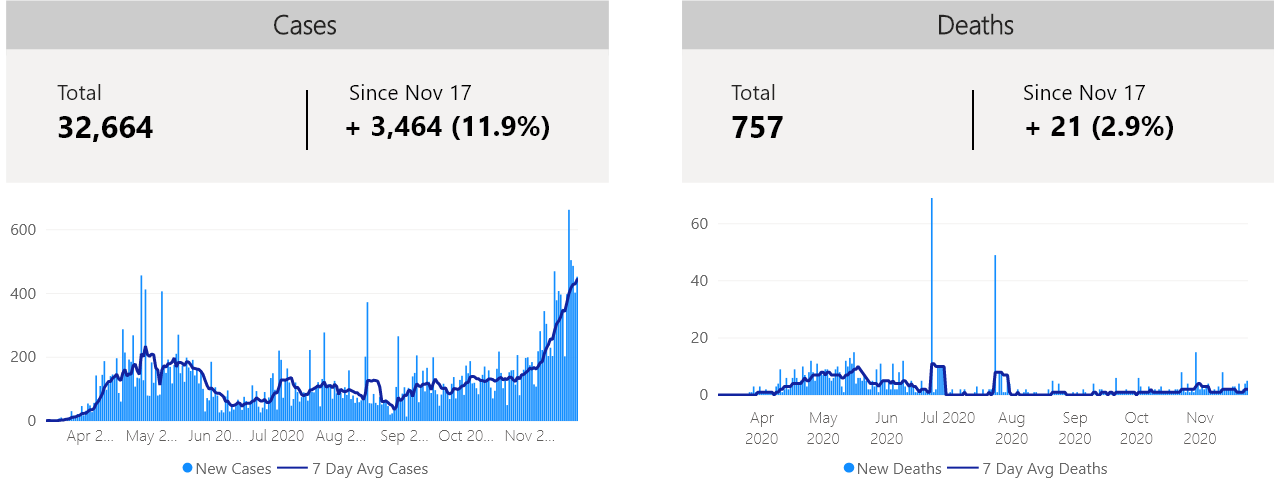 Cases
Total
32,664
Since Nov 17
+ 3,464 (11.9%)
600
400
200
0
Apr 2... May 2... Jun 20... Jul 2020 Aug 2... Sep 2... Oct 20... Nov 2...
New Cases 7 Day Avg Cases
Deaths
Total
757
Since Nov 17
+ 21 (2.9%)
60
40
20
0
Apr 2020 May 2020 Jun 2020 Jul 2020 Aug 2020 Sep 2020 Oct 2020 Nov 2020
New Deaths 7 Day Avg Deaths